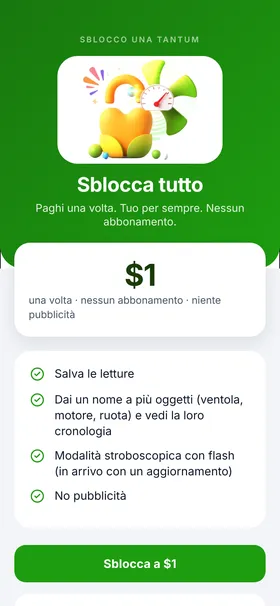 SBLOCCO UNA TANTUM
Sblocca tutto
Paghi una volta. Tuo per sempre. Nessun
abbonamento.
$1
una volta · nessun abbonamento · niente
pubblicità
Salva le letture
Dai un nome a più oggetti (ventola,
motore, ruota) e vedi la loro
cronologia
Modalità stroboscopica con flash
(in arrivo con un aggiornamento)
No pubblicità
Sblocca a $1